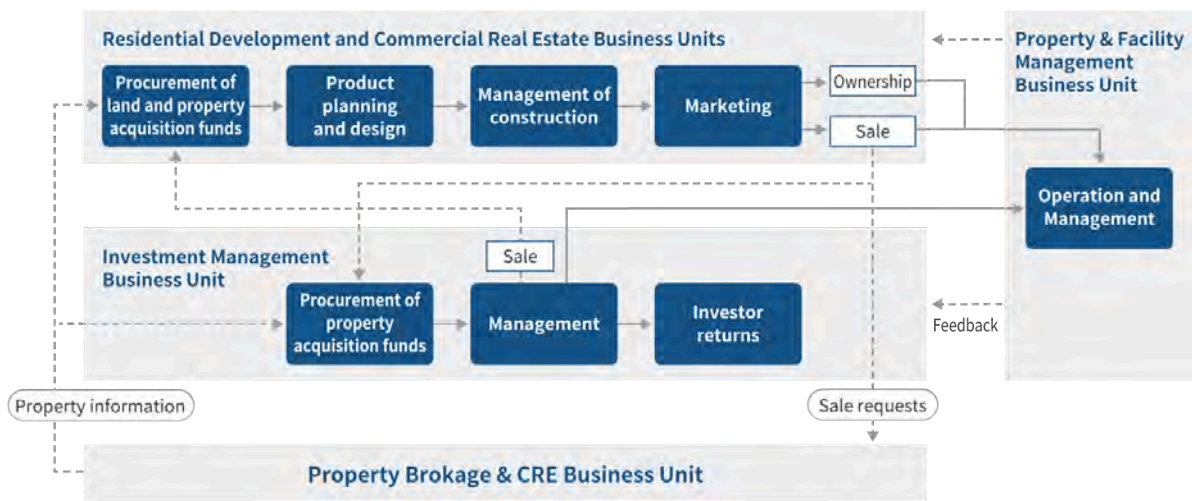 Residential Development and Commercial Real Estate Business Units
Procurement of
land and property
acquisition funds
Product
planning
and design
Management of
construction
Marketing
Ownership
Sale
Property & Facility
Management
Business Unit
Operation and
Management
Investment Management
Business Unit
Sale
Procurement of
property
acquisition funds
Management
Investor
returns
Feedback
Property information
Sale requests
Property Brokage & CRE Business Unit